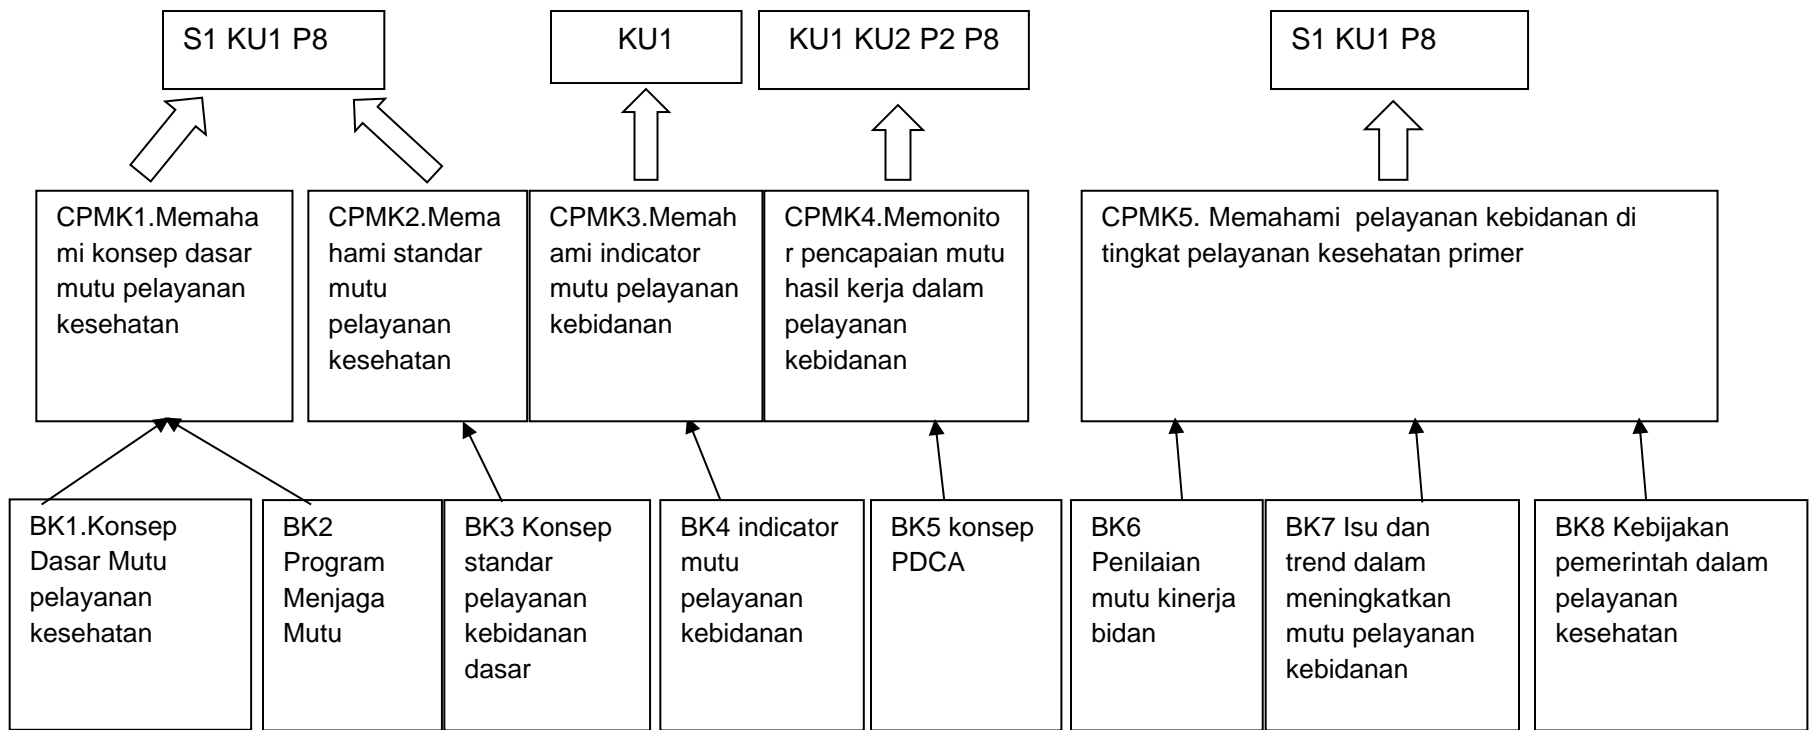 S1 KU1 P8
KU1
KU1 KU2 P2 P8
S1 KU1 P8
CPMK1.Memaha
mi konsep dasar
mutu pelayanan
kesehatan
CPMK2.Mema
hami standar
mutu
pelayanan
kesehatan
CPMK3.Memah
ami indicator
mutu pelayanan
kebidanan
CPMK4.Memonito
r pencapaian mutu
hasil kerja dalam
pelayanan
kebidanan
CPMK5. Memahami pelayanan kebidanan di
tingkat pelayanan kesehatan primer
BK1.Konsep
Dasar Mutu
pelayanan
kesehatan
BK2
Program
Menjaga
Mutu
BK3 Konsep
standar
pelayanan
kebidanan
dasar
BK4 indicator
mutu
pelayanan
kebidanan
BK5 konsep
PDCA
BK6
Penilaian
mutu kinerja
bidan
BK7 Isu dan
trend dalam
meningkatkan
mutu pelayanan
kebidanan
BK8 Kebijakan
pemerintah dalam
pelayanan
kesehatan